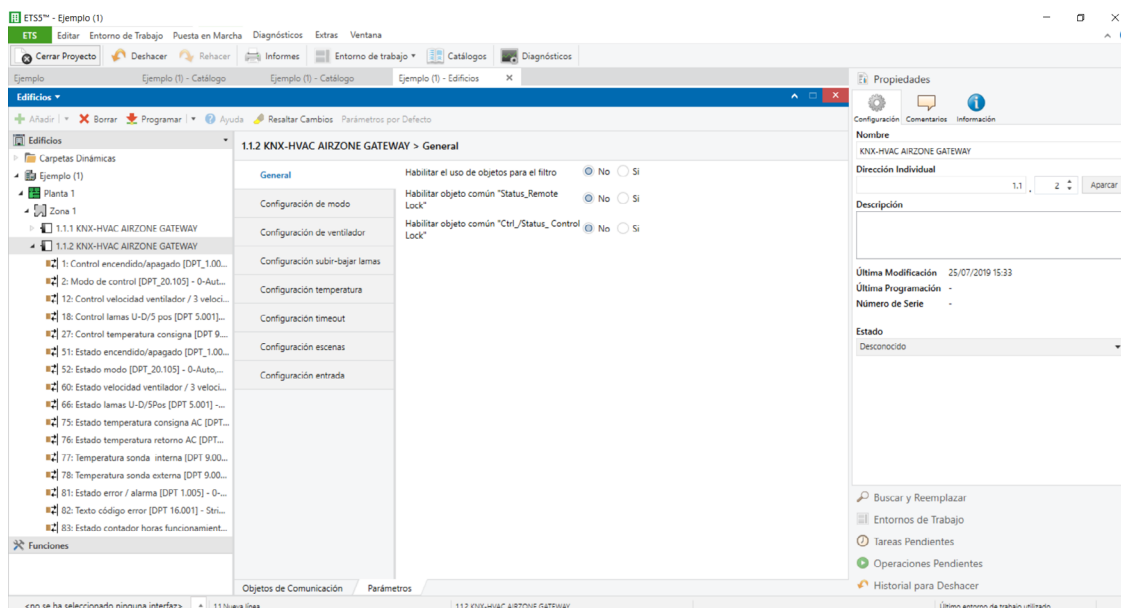 ETS5™ - Ejemplo (1)
ETS Editar Entorno de Trabajo Puesta en Marcha Diagnósticos Extras Ventana
Cerrar Proyecto Deshacer Rehacer Informes Entorno de trabajo Catálogos Diagnósticos
Ejemplo Ejemplo (1) - Catálogo Ejemplo (1) - Catálogo Ejemplo (1) - Edificios
Edificios
Añadir Borrar Programar Ayuda Resaltar Cambios Parámetros por Defecto
Edificios
Carpetas Dinámicas
Ejemplo (1)
Planta 1
Zona 1
1.1.1 KNX-HVAC AIRZONE GATEWAY
1.1.2 KNX-HVAC AIRZONE GATEWAY
1: Control encendido/apagado [DPT_1.00...
2: Modo de control [DPT_20.105] - 0-Aut...
12: Control velocidad ventilador / 3 veloci...
18: Control lamas U-D/5 pos [DPT 5.001]...
27: Control temperatura consigna [DPT 9....
51: Estado encendido/apagado [DPT_1.00...
52: Estado modo [DPT_20.105] - 0-Auto,...
60: Estado velocidad ventilador / 3 veloci...
66: Estado lamas U-D/5Pos [DPT 5.001] -...
75: Estado temperatura consigna AC [DPT...
76: Estado temperatura retorno AC [DPT...
77: Temperatura sonda interna [DPT 9.00...
78: Temperatura sonda externa [DPT 9.00...
81: Estado error / alarma [DPT 1.005] - 0-...
82: Texto código error [DPT 16.001] - Stri...
83: Estado contador horas funcionamient...
Funciones
1.1.2 KNX-HVAC AIRZONE GATEWAY > General
General
Configuración de modo
Configuración de ventilador
Configuración subir-bajar lamas
Configuración temperatura
Configuración timeout
Configuración escenas
Configuración entrada
Habilitar el uso de objetos para el filtro No Si
Habilitar objeto común "Status_Remote
Lock" No Si
Habilitar objeto común "Ctrl_/Status_ Control
Lock" No Si
Objetos de Comunicación Parámetros
Propiedades
Configuración Comentarios Información
Nombre
KNX-HVAC AIRZONE GATEWAY
Dirección Individual
1.1 . 2 Aparcar
Descripción
Última Modificación 25/07/2019 15:33
Última Programación -
Número de Serie -
Estado
Desconocido
Buscar y Reemplazar
Entornos de Trabajo
Tareas Pendientes
Operaciones Pendientes
Historial para Deshacer
<no se ha seleccionado ninguna interfaz> 1.1 Nueva línea 1.1.2 KNX-HVAC AIRZONE GATEWAY Último entorno de trabajo utilizado